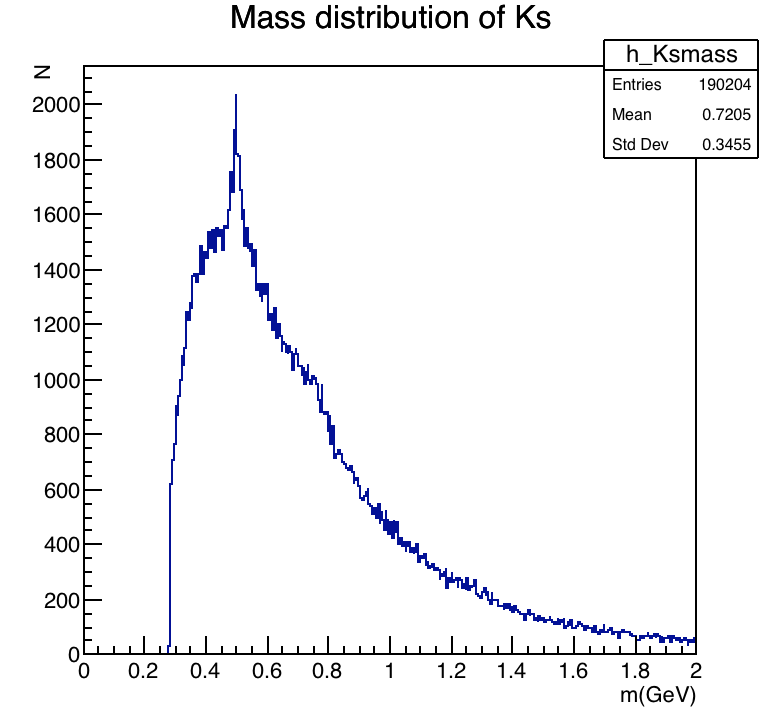 Mass distribution of Ks
h_Ksmass
Entries 190204
Mean 0.7205
Std Dev 0.3455
N
2000
1800
1600
1400
1200
1000
800
600
400
200
0
0 0.2 0.4 0.6 0.8 1 1.2 1.4 1.6 1.8 2
m(GeV)